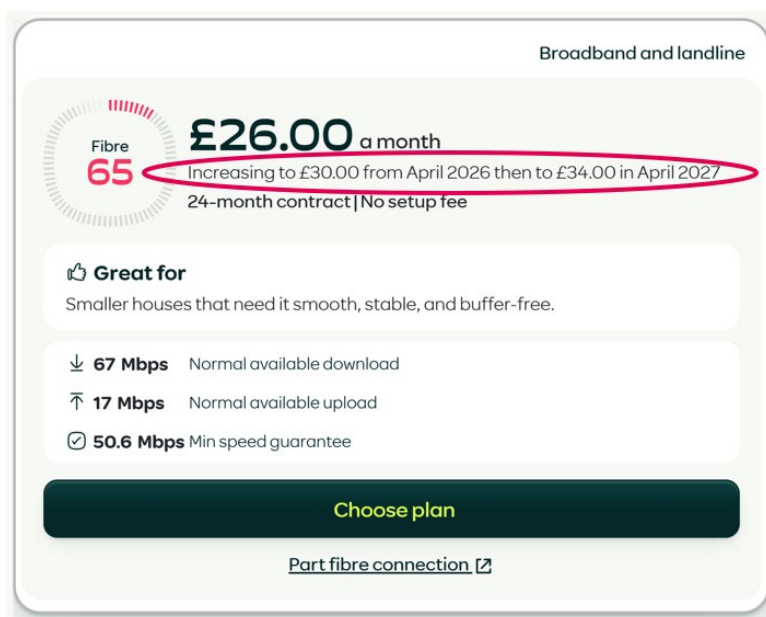 Broadband and landline
Fibre
65
£26.00 a month
Increasing to £30.00 from April 2026 then to £34.00 in April 2027
24-month contract | No setup fee
Great for
Smaller houses that need it smooth, stable, and buffer-free.
67 Mbps Normal available download
17 Mbps Normal available upload
50.6 Mbps Min speed guarantee
Choose plan
Part fibre connection